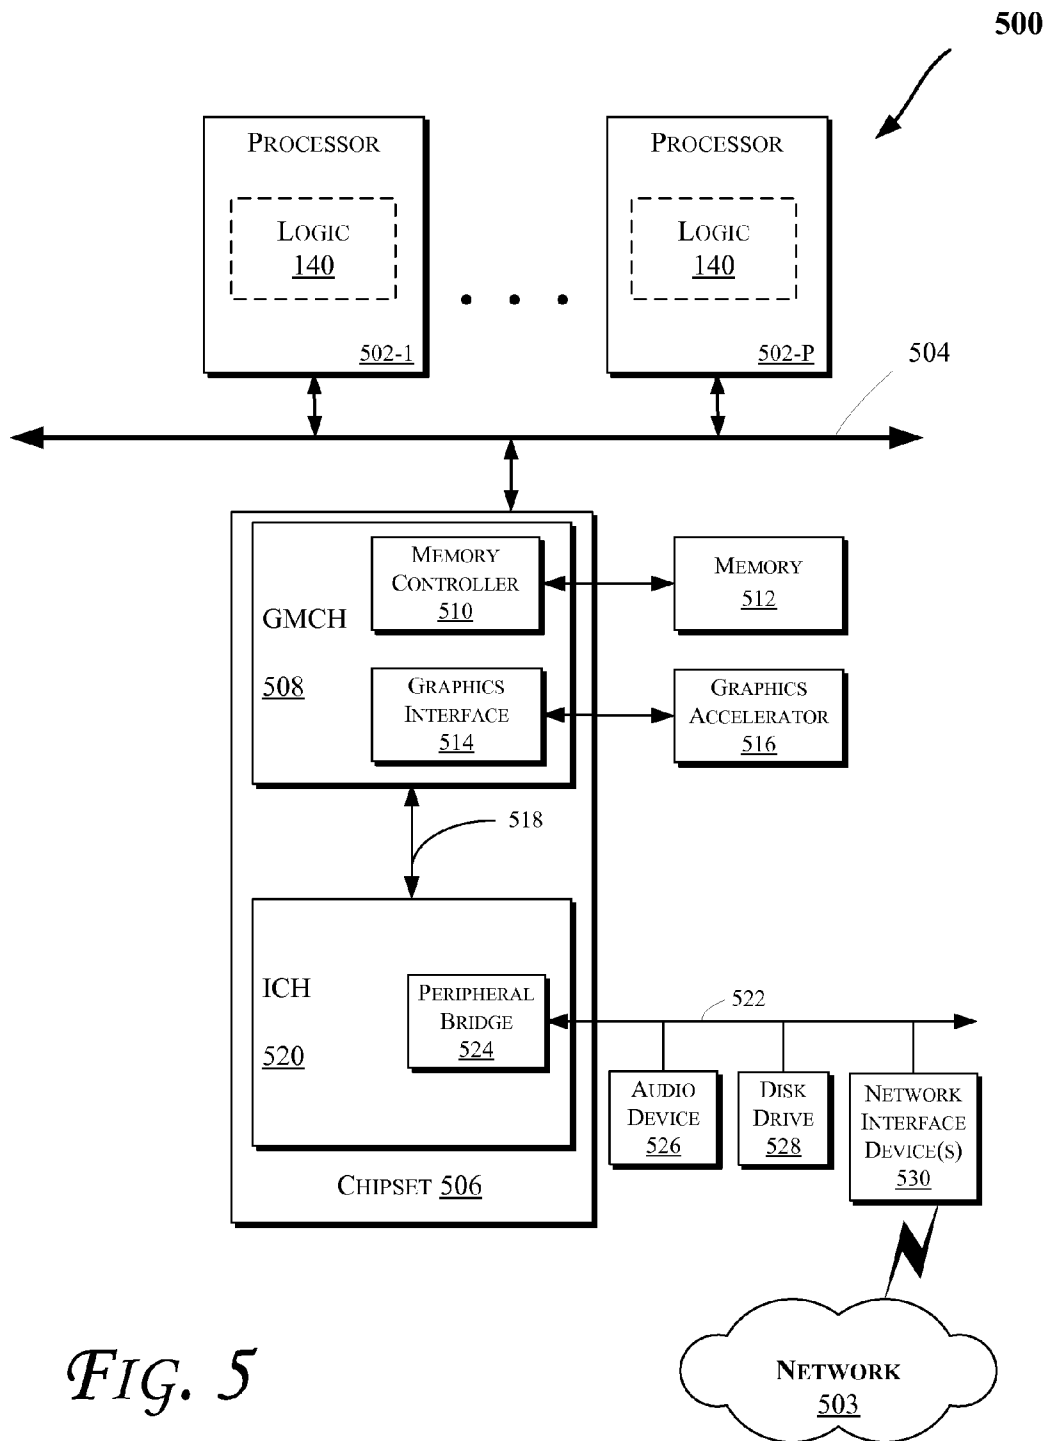 500
PROCESSOR
LOGIC
140
502-1
PROCESSOR
LOGIC
140
502-P
504
GMCH
508
MEMORY
CONTROLLER
510
MEMORY
512
GRAPHICS
INTERFACE
514
GRAPHICS
ACCELERATOR
516
518
ICH
520
PERIPHERAL
BRIDGE
524
522
AUDIO
DEVICE
526
DISK
DRIVE
528
NETWORK
INTERFACE
DEVICE(S)
530
CHIPSET 506
NETWORK
503
FIG. 5